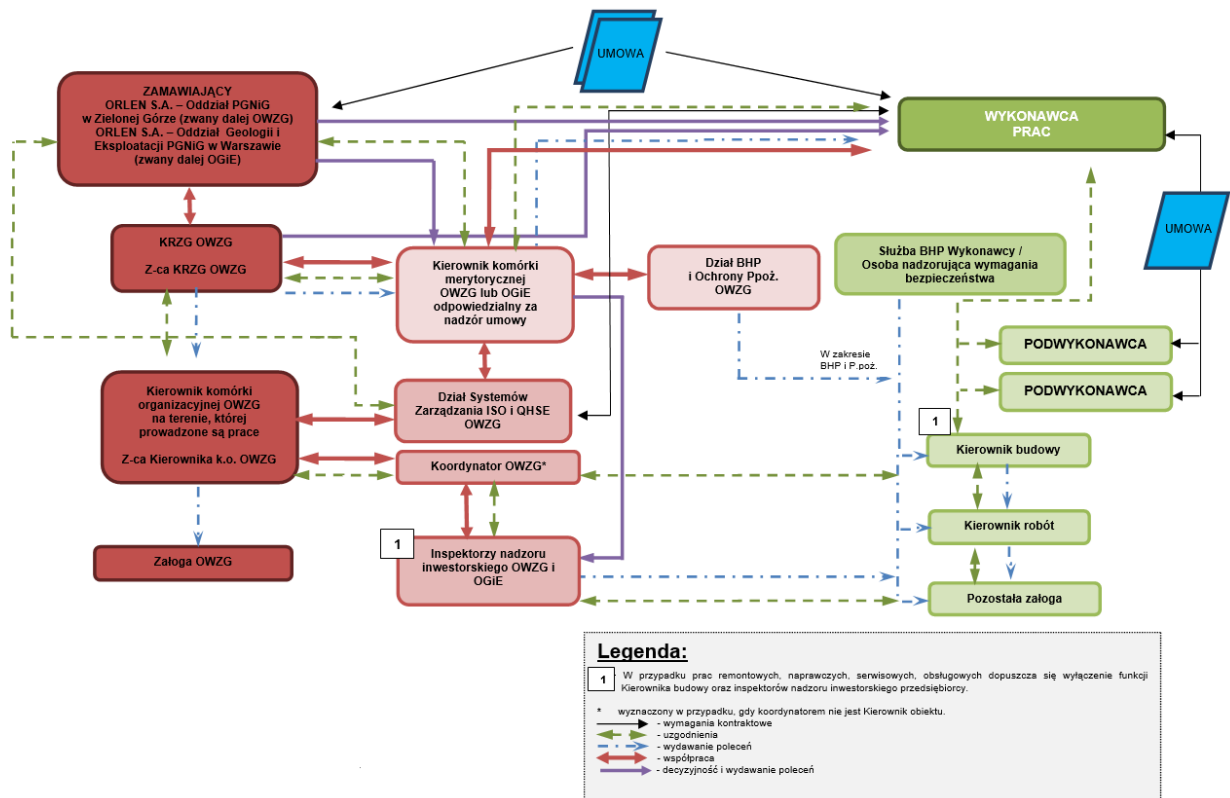 UMOWA
ZAMAWIAJĄCY
ORLEN S.A. – Oddział PGNiG
w Zielonej Górze (zwany dalej OWZG)
ORLEN S.A. – Oddział Geologii i
Eksploatacji PGNiG w Warszawie
(zwany dalej OGiE)
WYKONAWCA
PRAC
UMOWA
KRZG OWZG
Z-ca KRZG OWZG
Kierownik komórki
merytorycznej
OWZG lub OGiE
odpowiedzialny za
nadzór umowy
Dział BHP
i Ochrony Ppoż.
OWZG
Służba BHP Wykonawcy /
Osoba nadzorująca wymagania
bezpieczeństwa
PODWYKONAWCA
PODWYKONAWCA
W zakresie
BHP i P.poż.
Kierownik komórki
organizacyjnej OWZG
na terenie, której
prowadzone są prace
Z-ca Kierownika k.o. OWZG
Dział Systemów
Zarządzania ISO i QHSE
OWZG
Koordynator OWZG*
1
Kierownik budowy
1
Inspektorzy nadzoru
inwestorskiego OWZG i
OGiE
Kierownik robót
Załoga OWZG
Pozostała załoga
Legenda:
1 W przypadku prac remontowych, naprawczych, serwisowych, obsługowych dopuszcza się wyłączenie funkcji
Kierownika budowy oraz inspektorów nadzoru inwestorskiego przedsiębiorcy.
* wyznaczony w przypadku, gdy koordynatorem nie jest Kierownik obiektu.
- wymagania kontraktowe
- uzgodnienia
- wydawanie poleceń
- współpraca
- decyzyjność i wydawanie poleceń